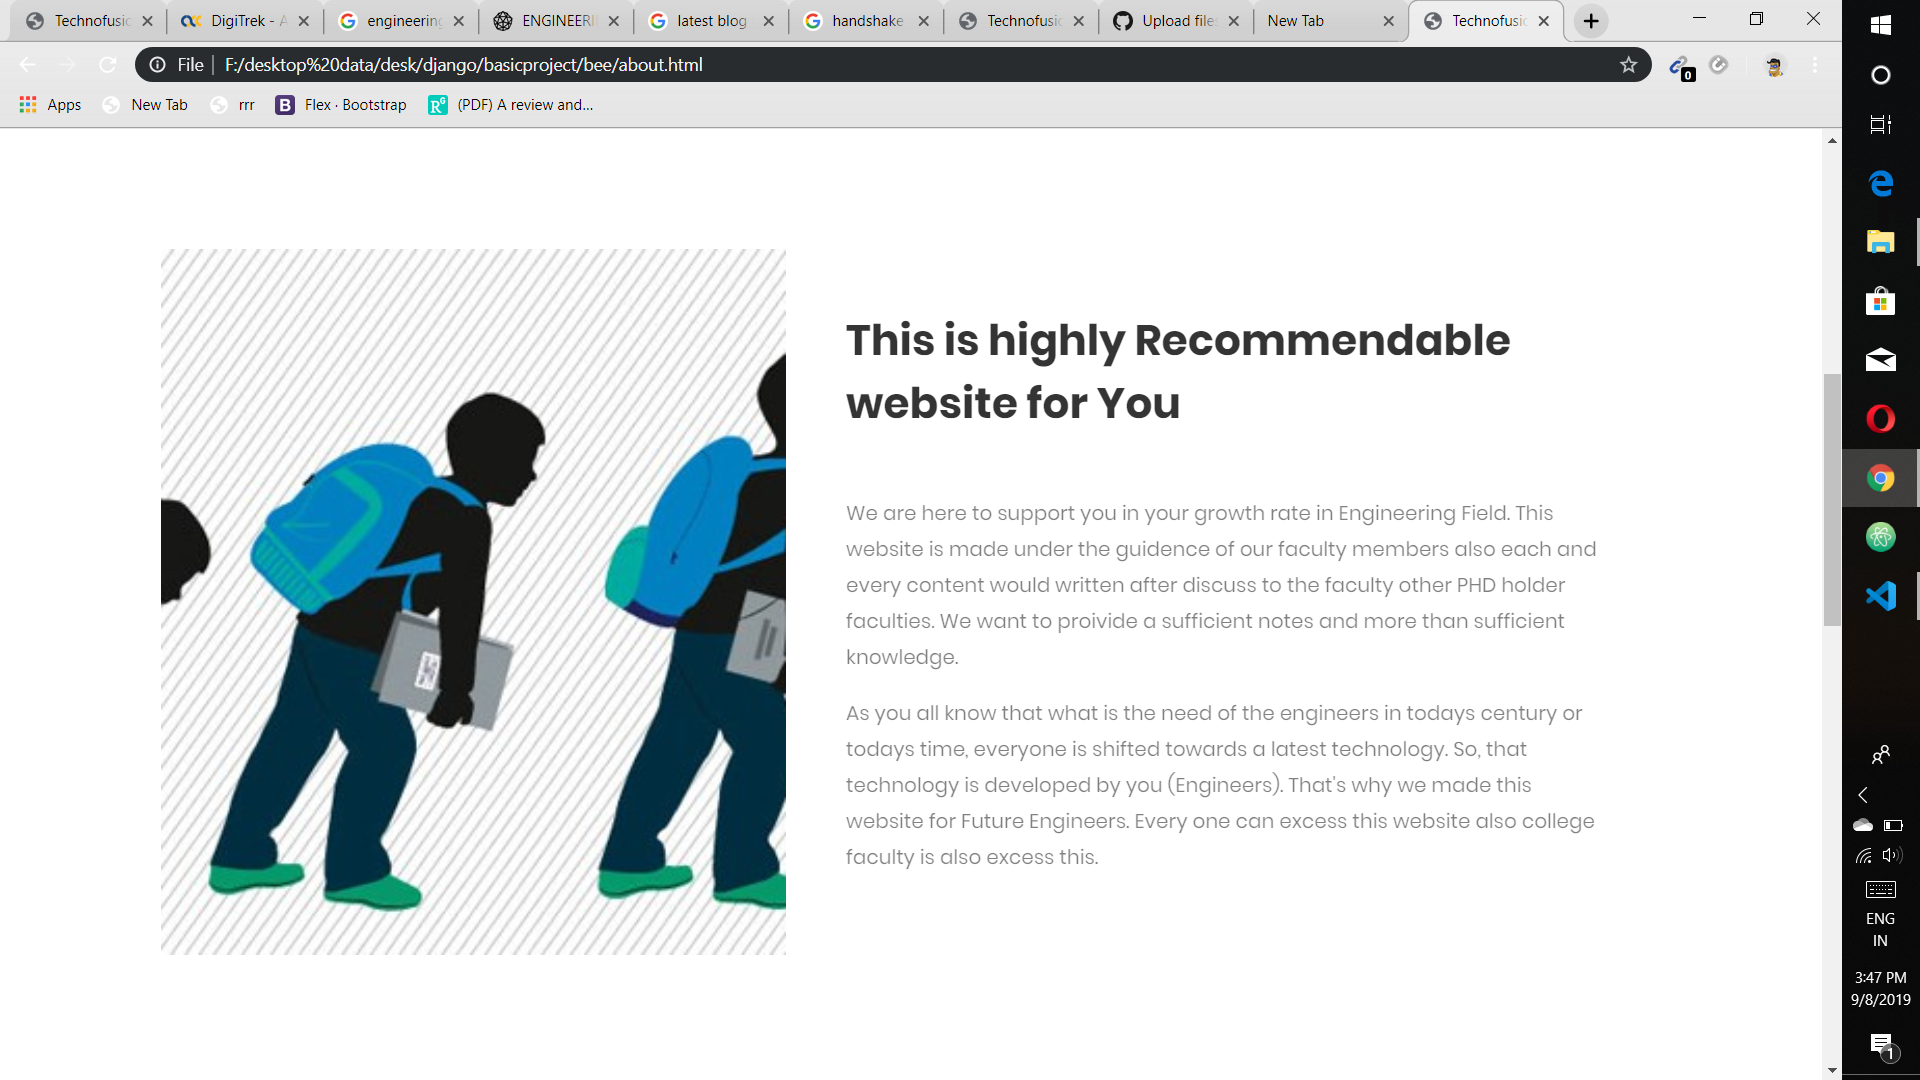 Technofusio
DigiTrek - A
engineering
ENGINEERI
latest blog
handshake
Technofusio
Upload file
New Tab
Technofusio
File
F:/desktop%20data/desk/django/basicproject/bee/about.html
0
Apps
New Tab
rrr
B
Flex · Bootstrap
R G
(PDF) A review and...
This is highly Recommendable
website for You
We are here to support you in your growth rate in Engineering Field. This
website is made under the guidence of our faculty members also each and
every content would written after discuss to the faculty other PHD holder
faculties. We want to proivide a sufficient notes and more than sufficient
knowledge.
As you all know that what is the need of the engineers in todays century or
todays time, everyone is shifted towards a latest technology. So, that
technology is developed by you (Engineers). That's why we made this
website for Future Engineers. Every one can excess this website also college
faculty is also excess this.
ENG
IN
3:47 PM
9/8/2019
1